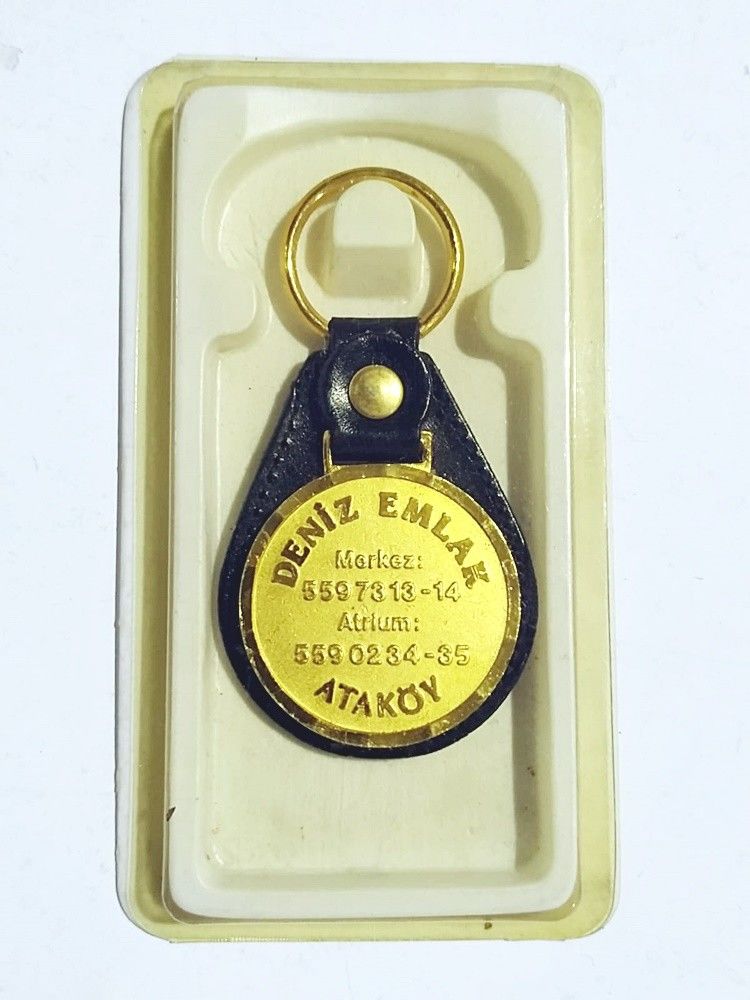 DENİZ EMLAK
Merkez:
559 73 13-14
Atrium:
559 02 34-35
ATAKÖY